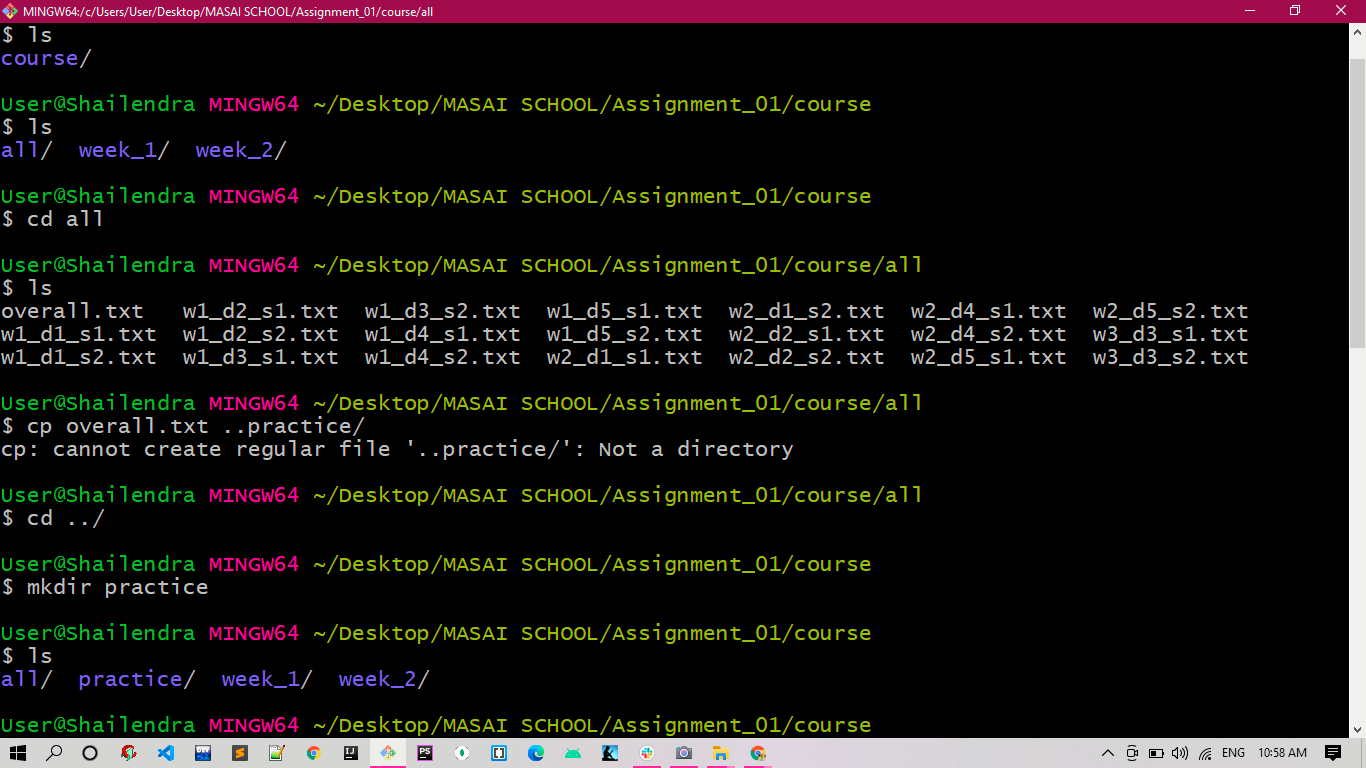 MINGW64:/c/Users/User/Desktop/MASAI SCHOOL/Assignment_01/course/all
$ ls
course/
User@Shailendra MINGW64 ~/Desktop/MASAI SCHOOL/Assignment_01/course
$ ls
all/  week_1/  week_2/
User@Shailendra MINGW64 ~/Desktop/MASAI SCHOOL/Assignment_01/course
$ cd all
User@Shailendra MINGW64 ~/Desktop/MASAI SCHOOL/Assignment_01/course/all
$ ls
overall.txt   w1_d2_s1.txt  w1_d3_s2.txt  w1_d5_s1.txt  w2_d1_s2.txt  w2_d4_s1.txt  w2_d5_s2.txt
w1_d1_s1.txt  w1_d2_s2.txt  w1_d4_s1.txt  w1_d5_s2.txt  w2_d2_s1.txt  w2_d4_s2.txt  w3_d3_s1.txt
w1_d1_s2.txt  w1_d3_s1.txt  w1_d4_s2.txt  w2_d1_s1.txt  w2_d2_s2.txt  w2_d5_s1.txt  w3_d3_s2.txt
User@Shailendra MINGW64 ~/Desktop/MASAI SCHOOL/Assignment_01/course/all
$ cp overall.txt ..practice/
cp: cannot create regular file '..practice/': Not a directory
User@Shailendra MINGW64 ~/Desktop/MASAI SCHOOL/Assignment_01/course/all
$ cd ../
User@Shailendra MINGW64 ~/Desktop/MASAI SCHOOL/Assignment_01/course
$ mkdir practice
User@Shailendra MINGW64 ~/Desktop/MASAI SCHOOL/Assignment_01/course
$ ls
all/  practice/  week_1/  week_2/
User@Shailendra MINGW64 ~/Desktop/MASAI SCHOOL/Assignment_01/course
DEV IJ PS ENG 10:58 AM